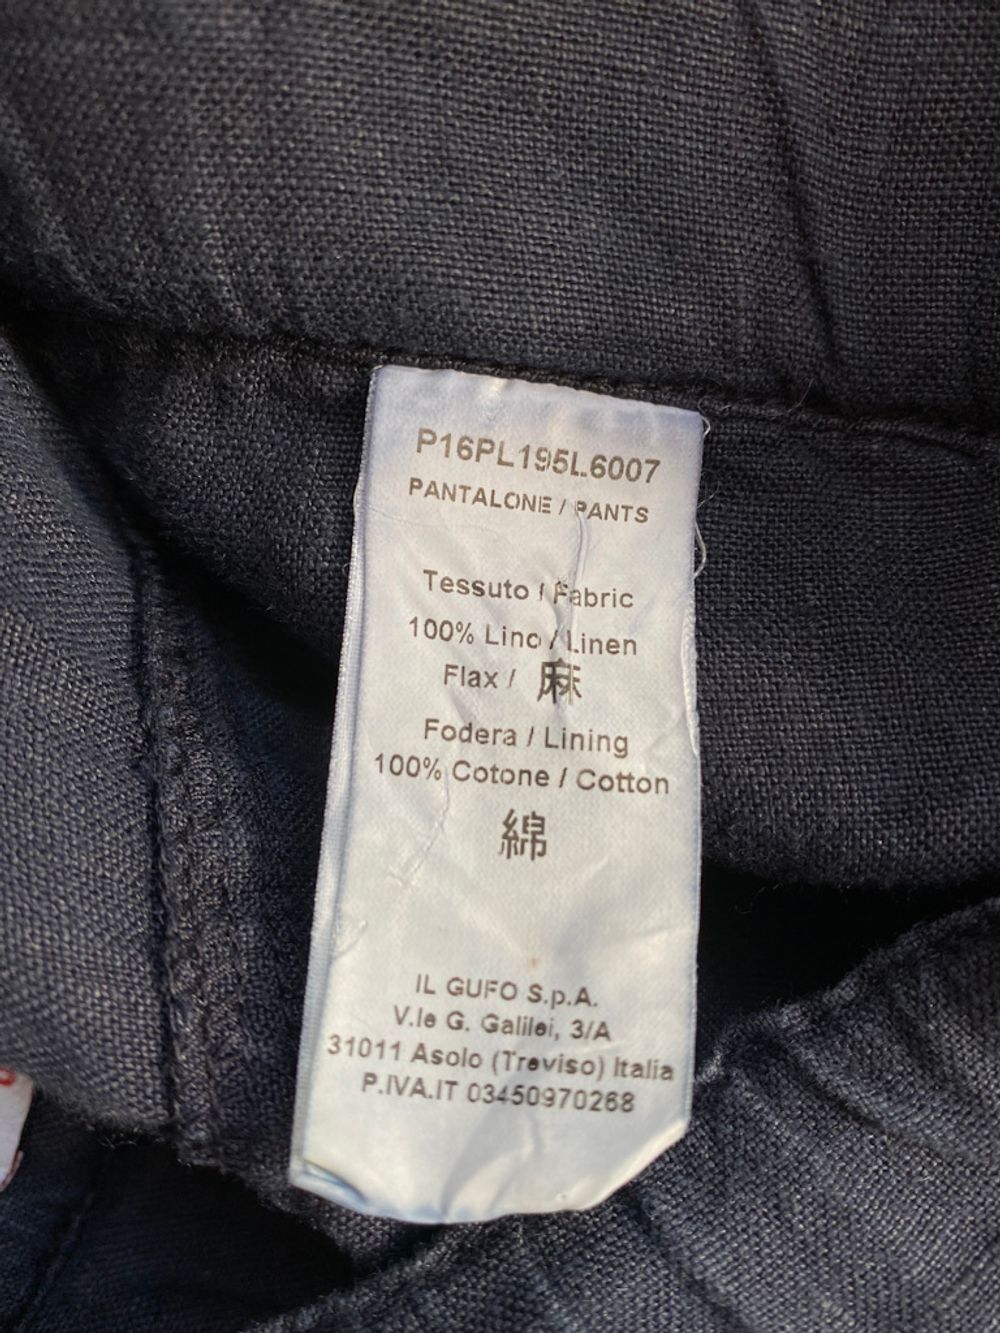 P16PL195L6007
PANTALONE / PANTS
Tessuto / Fabric
100% Lino / Linen
Flax / 麻
Fodera / Lining
100% Cotone / Cotton
綿
IL GUFO S.p.A.
V.le G. Galilei, 3/A
31011 Asolo (Treviso) Italia
P.IVA.IT 03450970268